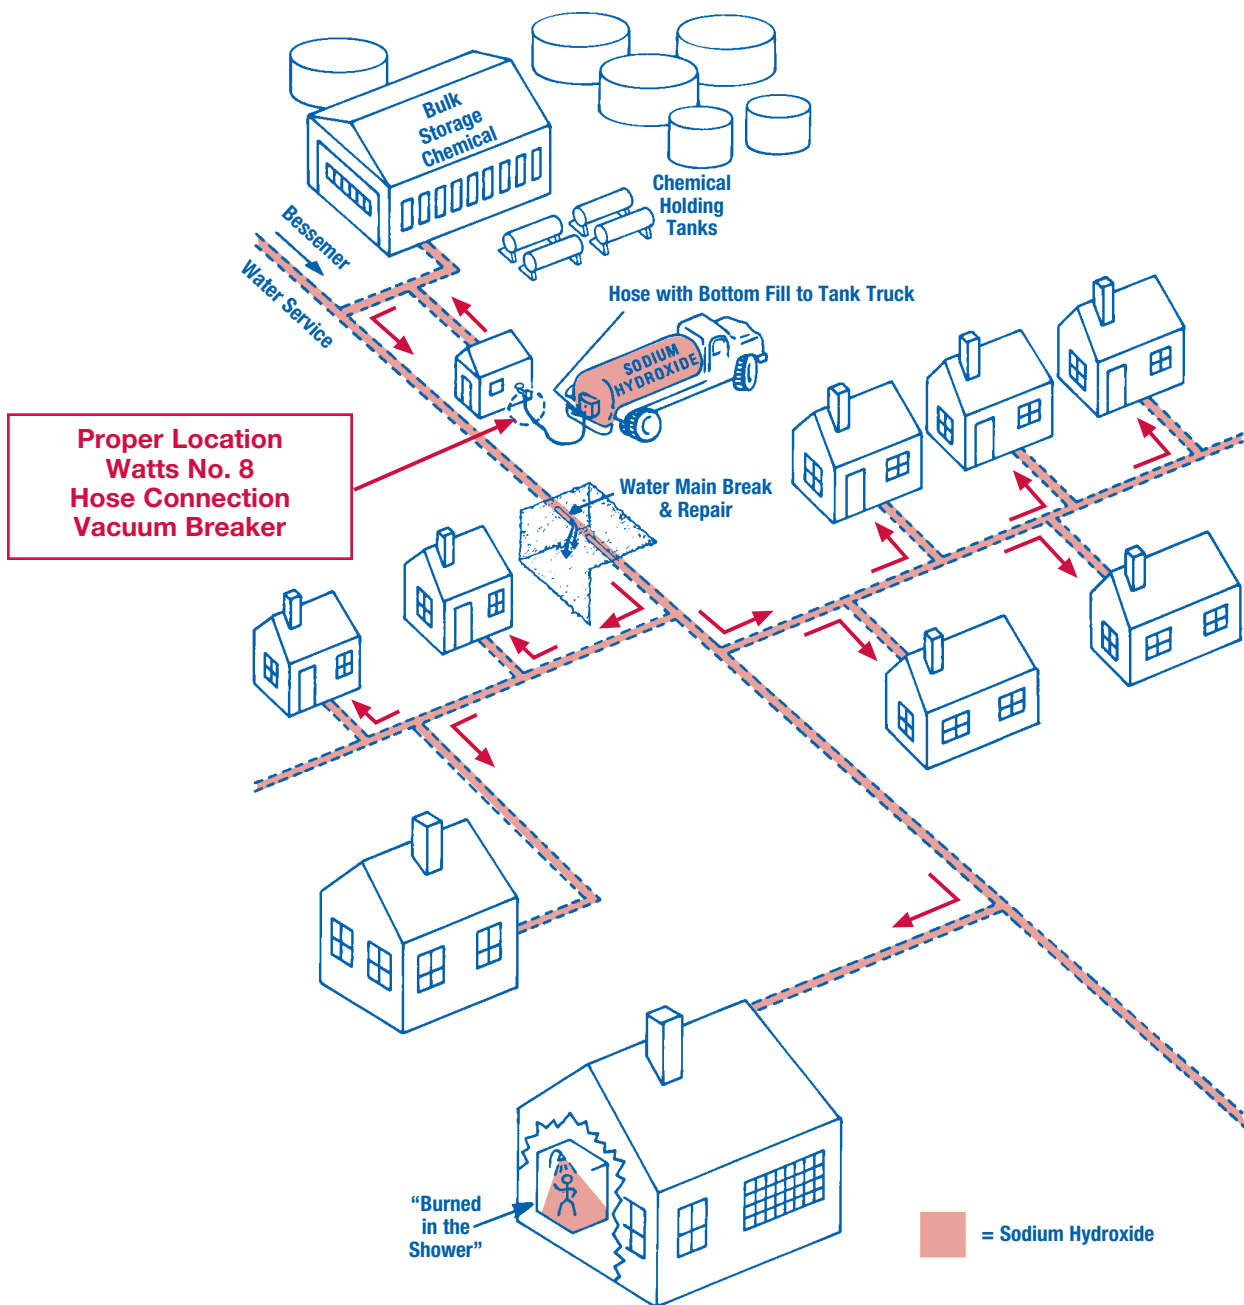 Bulk
Storage
Chemical
Chemical
Holding
Tanks
Bessemer
Water Service
Hose with Bottom Fill to Tank Truck
SODIUM
HYDROXIDE
Proper Location
Watts No. 8
Hose Connection
Vacuum Breaker
Water Main Break
& Repair
“Burned
in the
Shower”
= Sodium Hydroxide